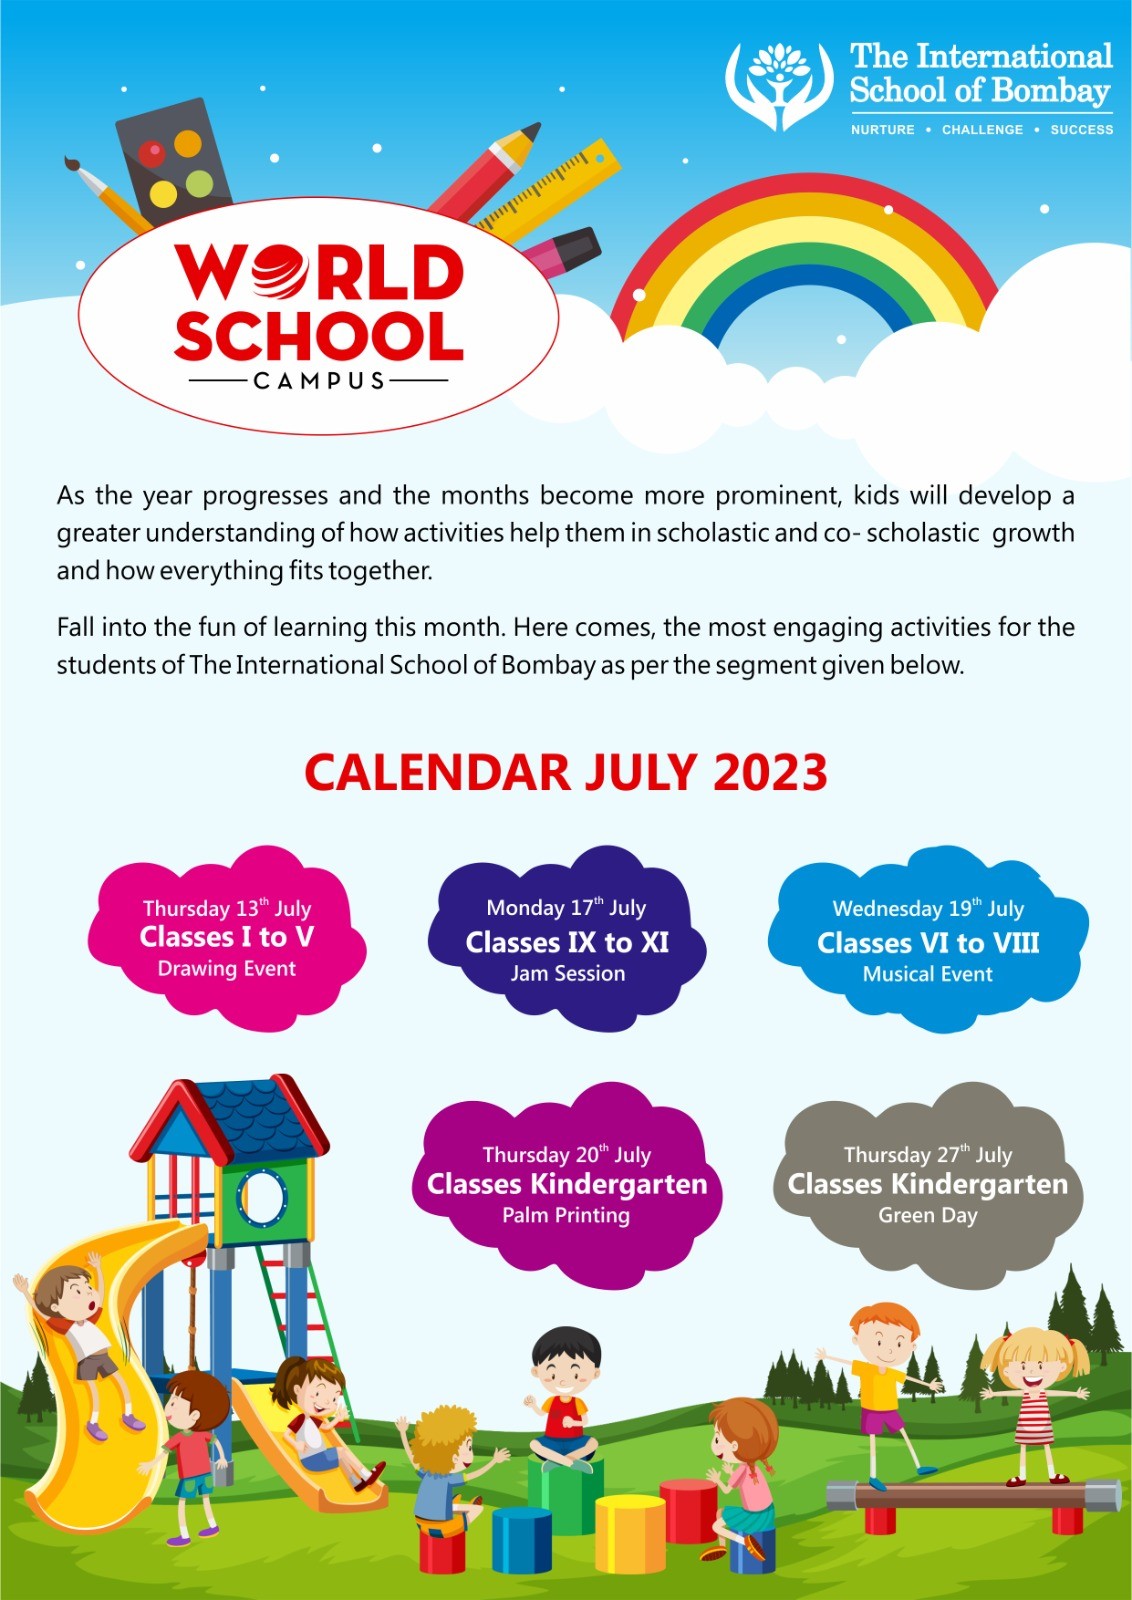 The International
School of Bombay
NURTURE • CHALLENGE • SUCCESS
WORLD
SCHOOL
CAMPUS
As the year progresses and the months become more prominent, kids will develop a
greater understanding of how activities help them in scholastic and co- scholastic growth
and how everything fits together.
Fall into the fun of learning this month. Here comes, the most engaging activities for the
students of The International School of Bombay as per the segment given below.
CALENDAR JULY 2023
Thursday 13th July
Classes I to V
Drawing Event
Monday 17th July
Classes IX to XI
Jam Session
Wednesday 19th July
Classes VI to VIII
Musical Event
Thursday 20th July
Classes Kindergarten
Palm Printing
Thursday 27th July
Classes Kindergarten
Green Day